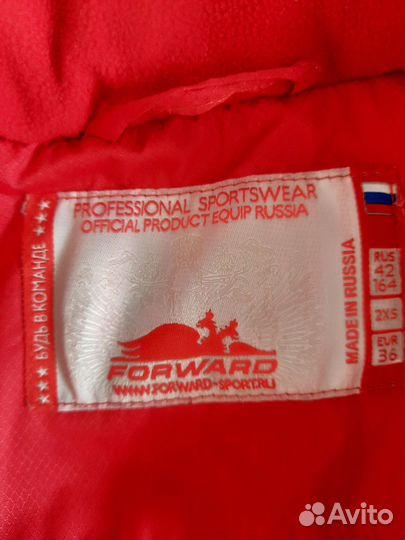 PROFESSIONAL SPORTSWEAR
OFFICIAL PRODUCT EQUIP RUSSIA
★★★ БУДЬ В КОМАНДЕ ★★★
FORWARD
WWW.FORWARD-SPORT.RU
MADE IN RUSSIA
RUS
42
164
2XS
EUR
36
Avito